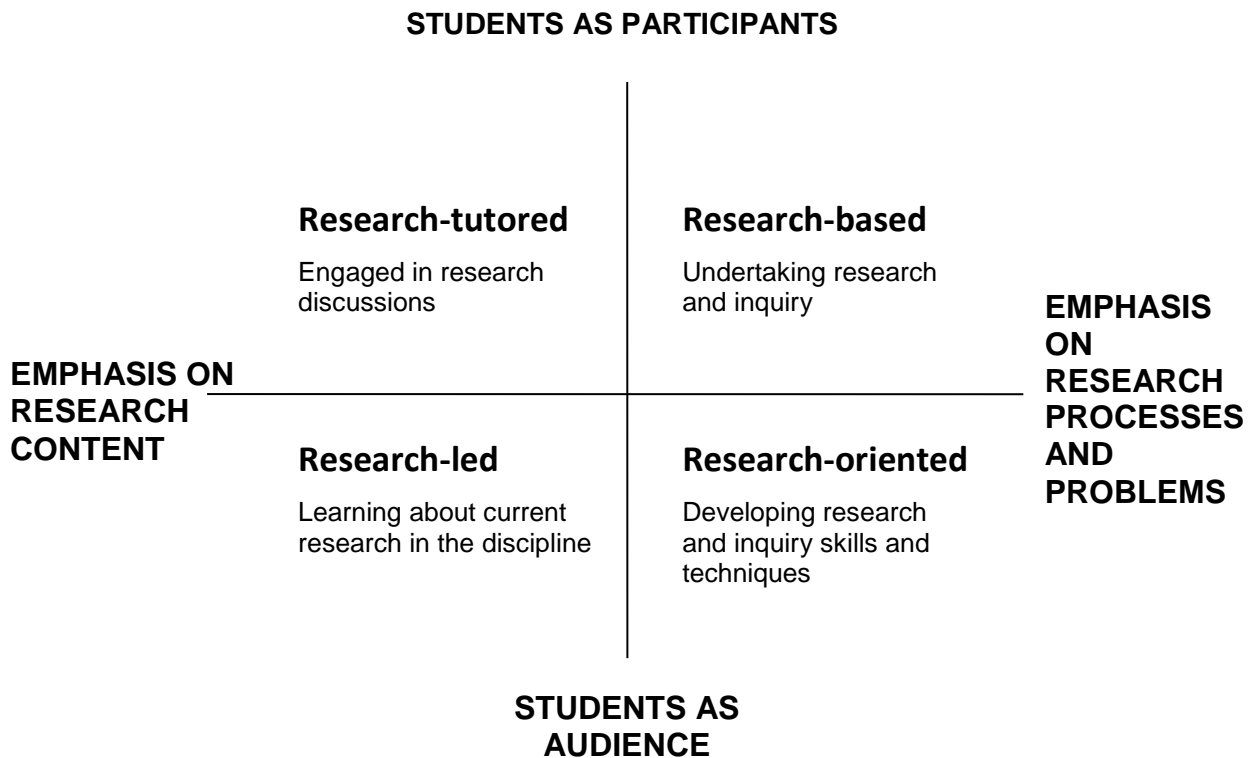 STUDENTS AS PARTICIPANTS
Research-tutored
Engaged in research
discussions
Research-based
Undertaking research
and inquiry
EMPHASIS ON
RESEARCH
CONTENT
EMPHASIS
ON
RESEARCH
PROCESSES
AND
PROBLEMS
Research-led
Learning about current
research in the discipline
Research-oriented
Developing research
and inquiry skills and
techniques
STUDENTS AS
AUDIENCE